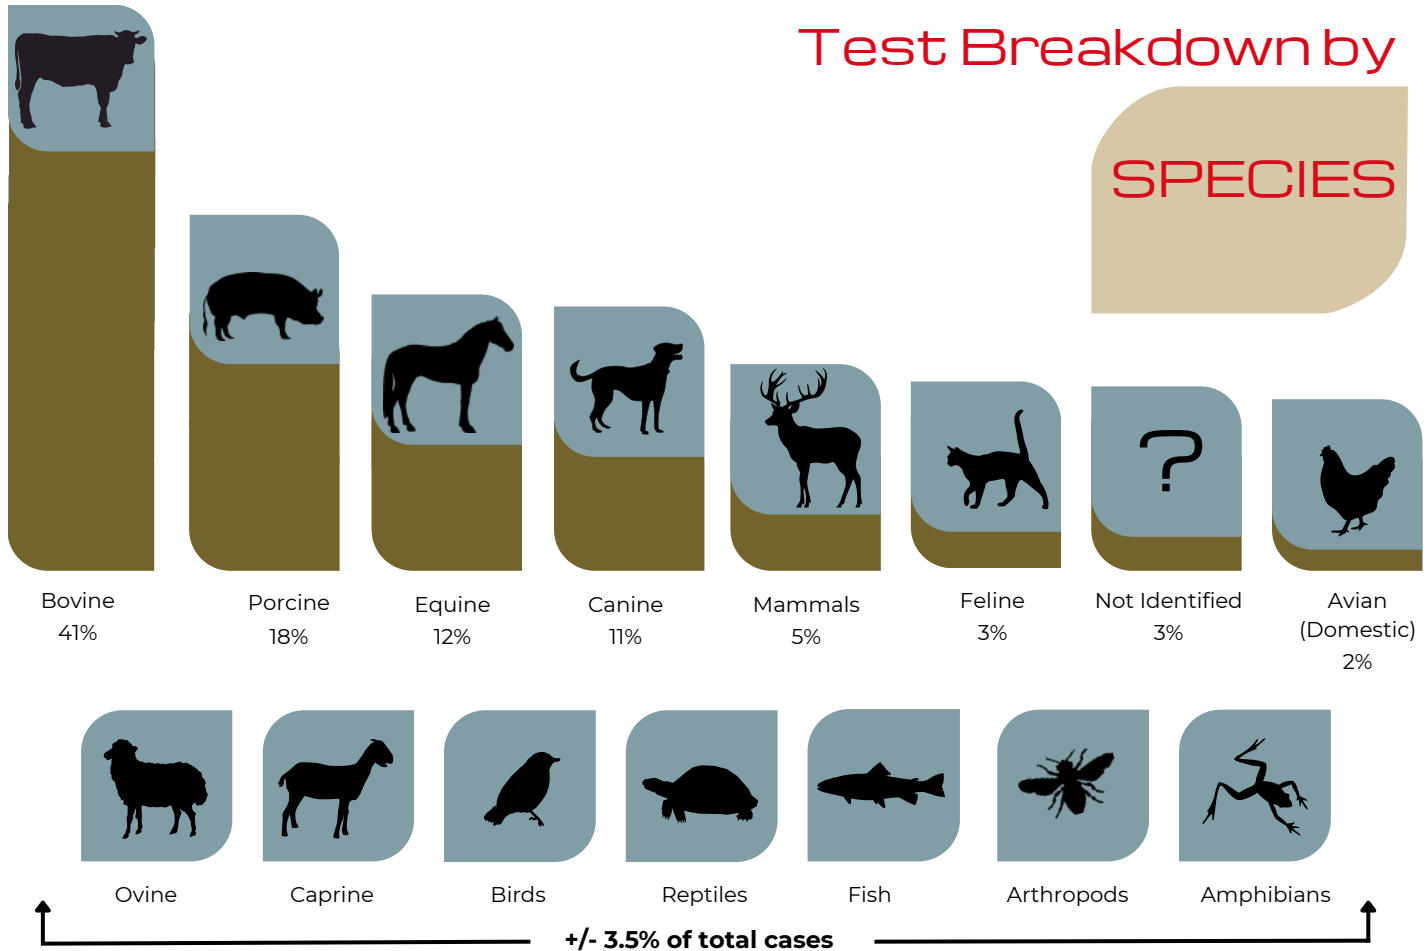 Test Breakdown by
SPECIES
?
Bovine
41%
Porcine
18%
Equine
12%
Canine
11%
Mammals
5%
Feline
3%
Not Identified
3%
Avian
(Domestic)
2%
Ovine
Caprine
Birds
Reptiles
Fish
Arthropods
Amphibians
+/- 3.5% of total cases